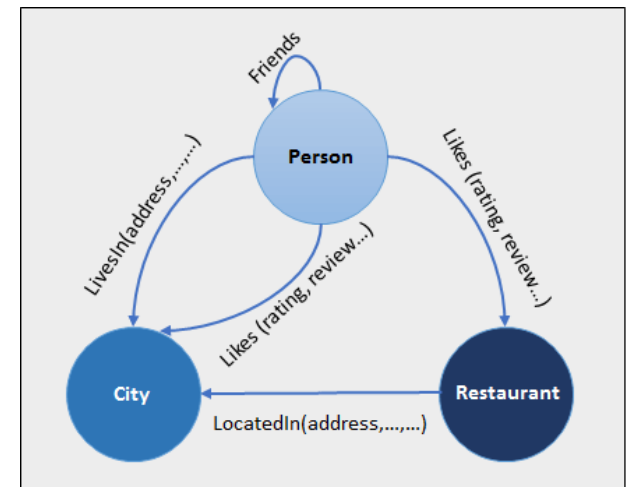 Friends
Person
LivesIn(address,...,...)
Likes (rating, review...)
Likes (rating, review...)
City
Restaurant
LocatedIn(address,...,...)